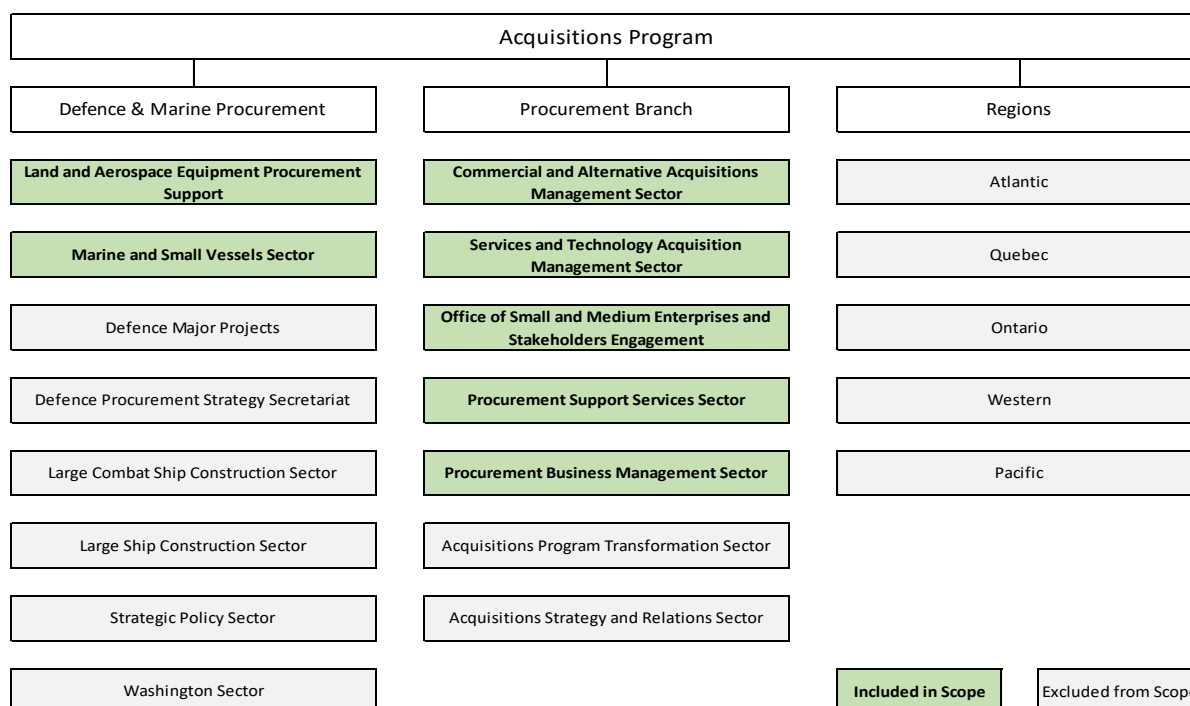 Acquisitions Program
Defence & Marine Procurement
Procurement Branch
Regions
Land and Aerospace Equipment Procurement
Support
Commercial and Alternative Acquisitions
Management Sector
Atlantic
Marine and Small Vessels Sector
Services and Technology Acquisition
Management Sector
Quebec
Defence Major Projects
Office of Small and Medium Enterprises and
Stakeholders Engagement
Ontario
Defence Procurement Strategy Secretariat
Procurement Support Services Sector
Western
Large Combat Ship Construction Sector
Procurement Business Management Sector
Pacific
Large Ship Construction Sector
Acquisitions Program Transformation Sector
Strategic Policy Sector
Acquisitions Strategy and Relations Sector
Washington Sector
Included in Scope
Excluded from Scope